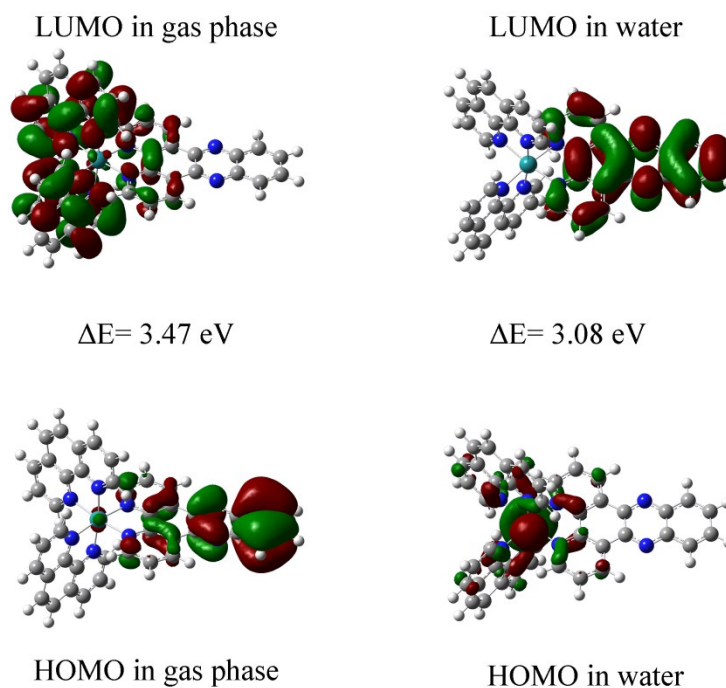 LUMO in gas phase
LUMO in water
ΔE= 3.47 eV
ΔE= 3.08 eV
HOMO in gas phase
HOMO in water